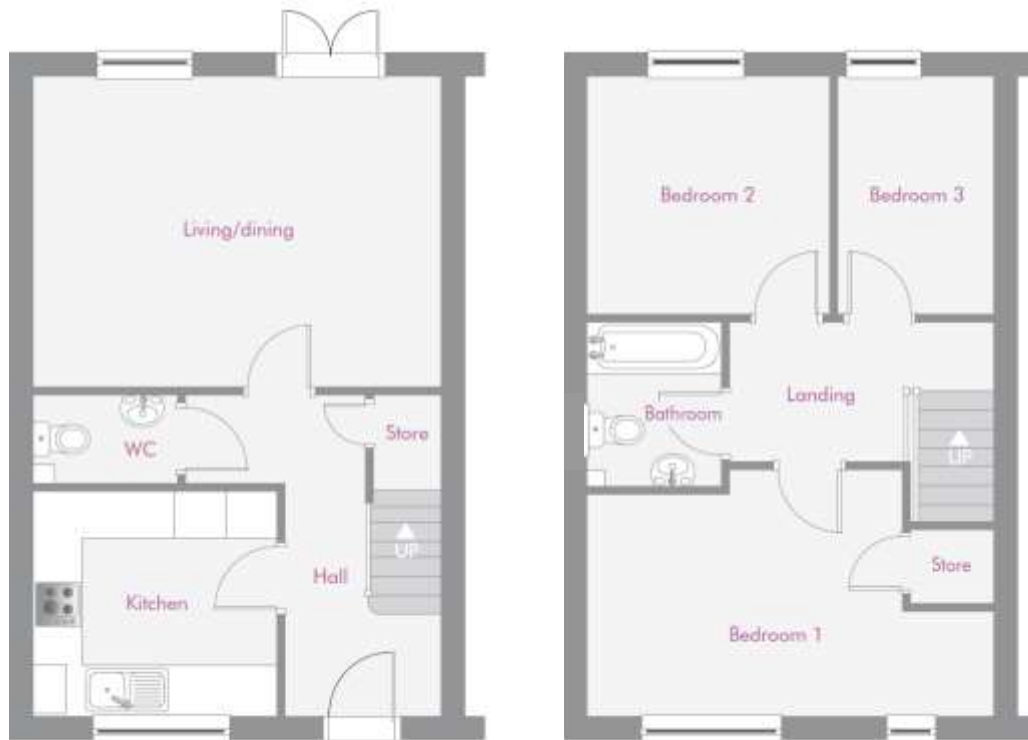 Living/dining
WC
Store
UP
Hall
Kitchen
Bedroom 2
Bedroom 3
Bathroom
Landing
UP
Store
Bedroom 1